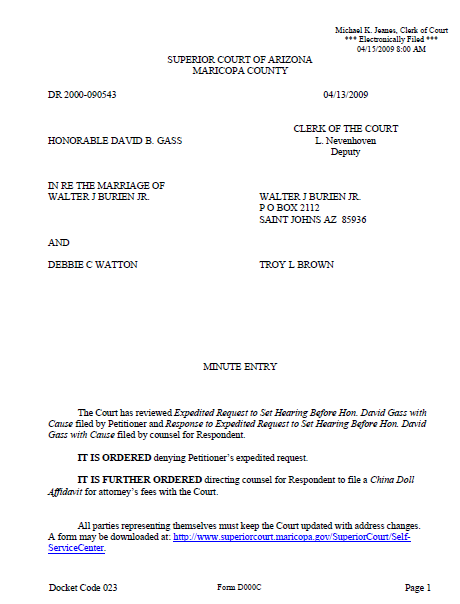 Michael K. Jeanes, Clerk of Court
*** Electronically Filed ***
04/15/2009 8:00 AM
SUPERIOR COURT OF ARIZONA
MARICOPA COUNTY
DR 2000-090543 04/13/2009
CLERK OF THE COURT
HONORABLE DAVID B. GASS L. Nevenhoven
Deputy
IN RE THE MARRIAGE OF
WALTER J BURIEN JR. WALTER J BURIEN JR.
P O BOX 2112
SAINT JOHNS AZ 85936
AND
DEBBIE C WATTON TROY L BROWN
MINUTE ENTRY
The Court has reviewed Expedited Request to Set Hearing Before Hon. David Gass with
Cause filed by Petitioner and Response to Expedited Request to Set Hearing Before Hon. David
Gass with Cause filed by counsel for Respondent.
IT IS ORDERED denying Petitioner's expedited request.
IT IS FURTHER ORDERED directing counsel for Respondent to file a China Doll
Affidavit for attorney's fees with the Court.
All parties representing themselves must keep the Court updated with address changes.
A form may be downloaded at: http://www.superiorcourt.maricopa.gov/SuperiorCourt/Self-
ServiceCenter.
Docket Code 023 Form D000C Page 1